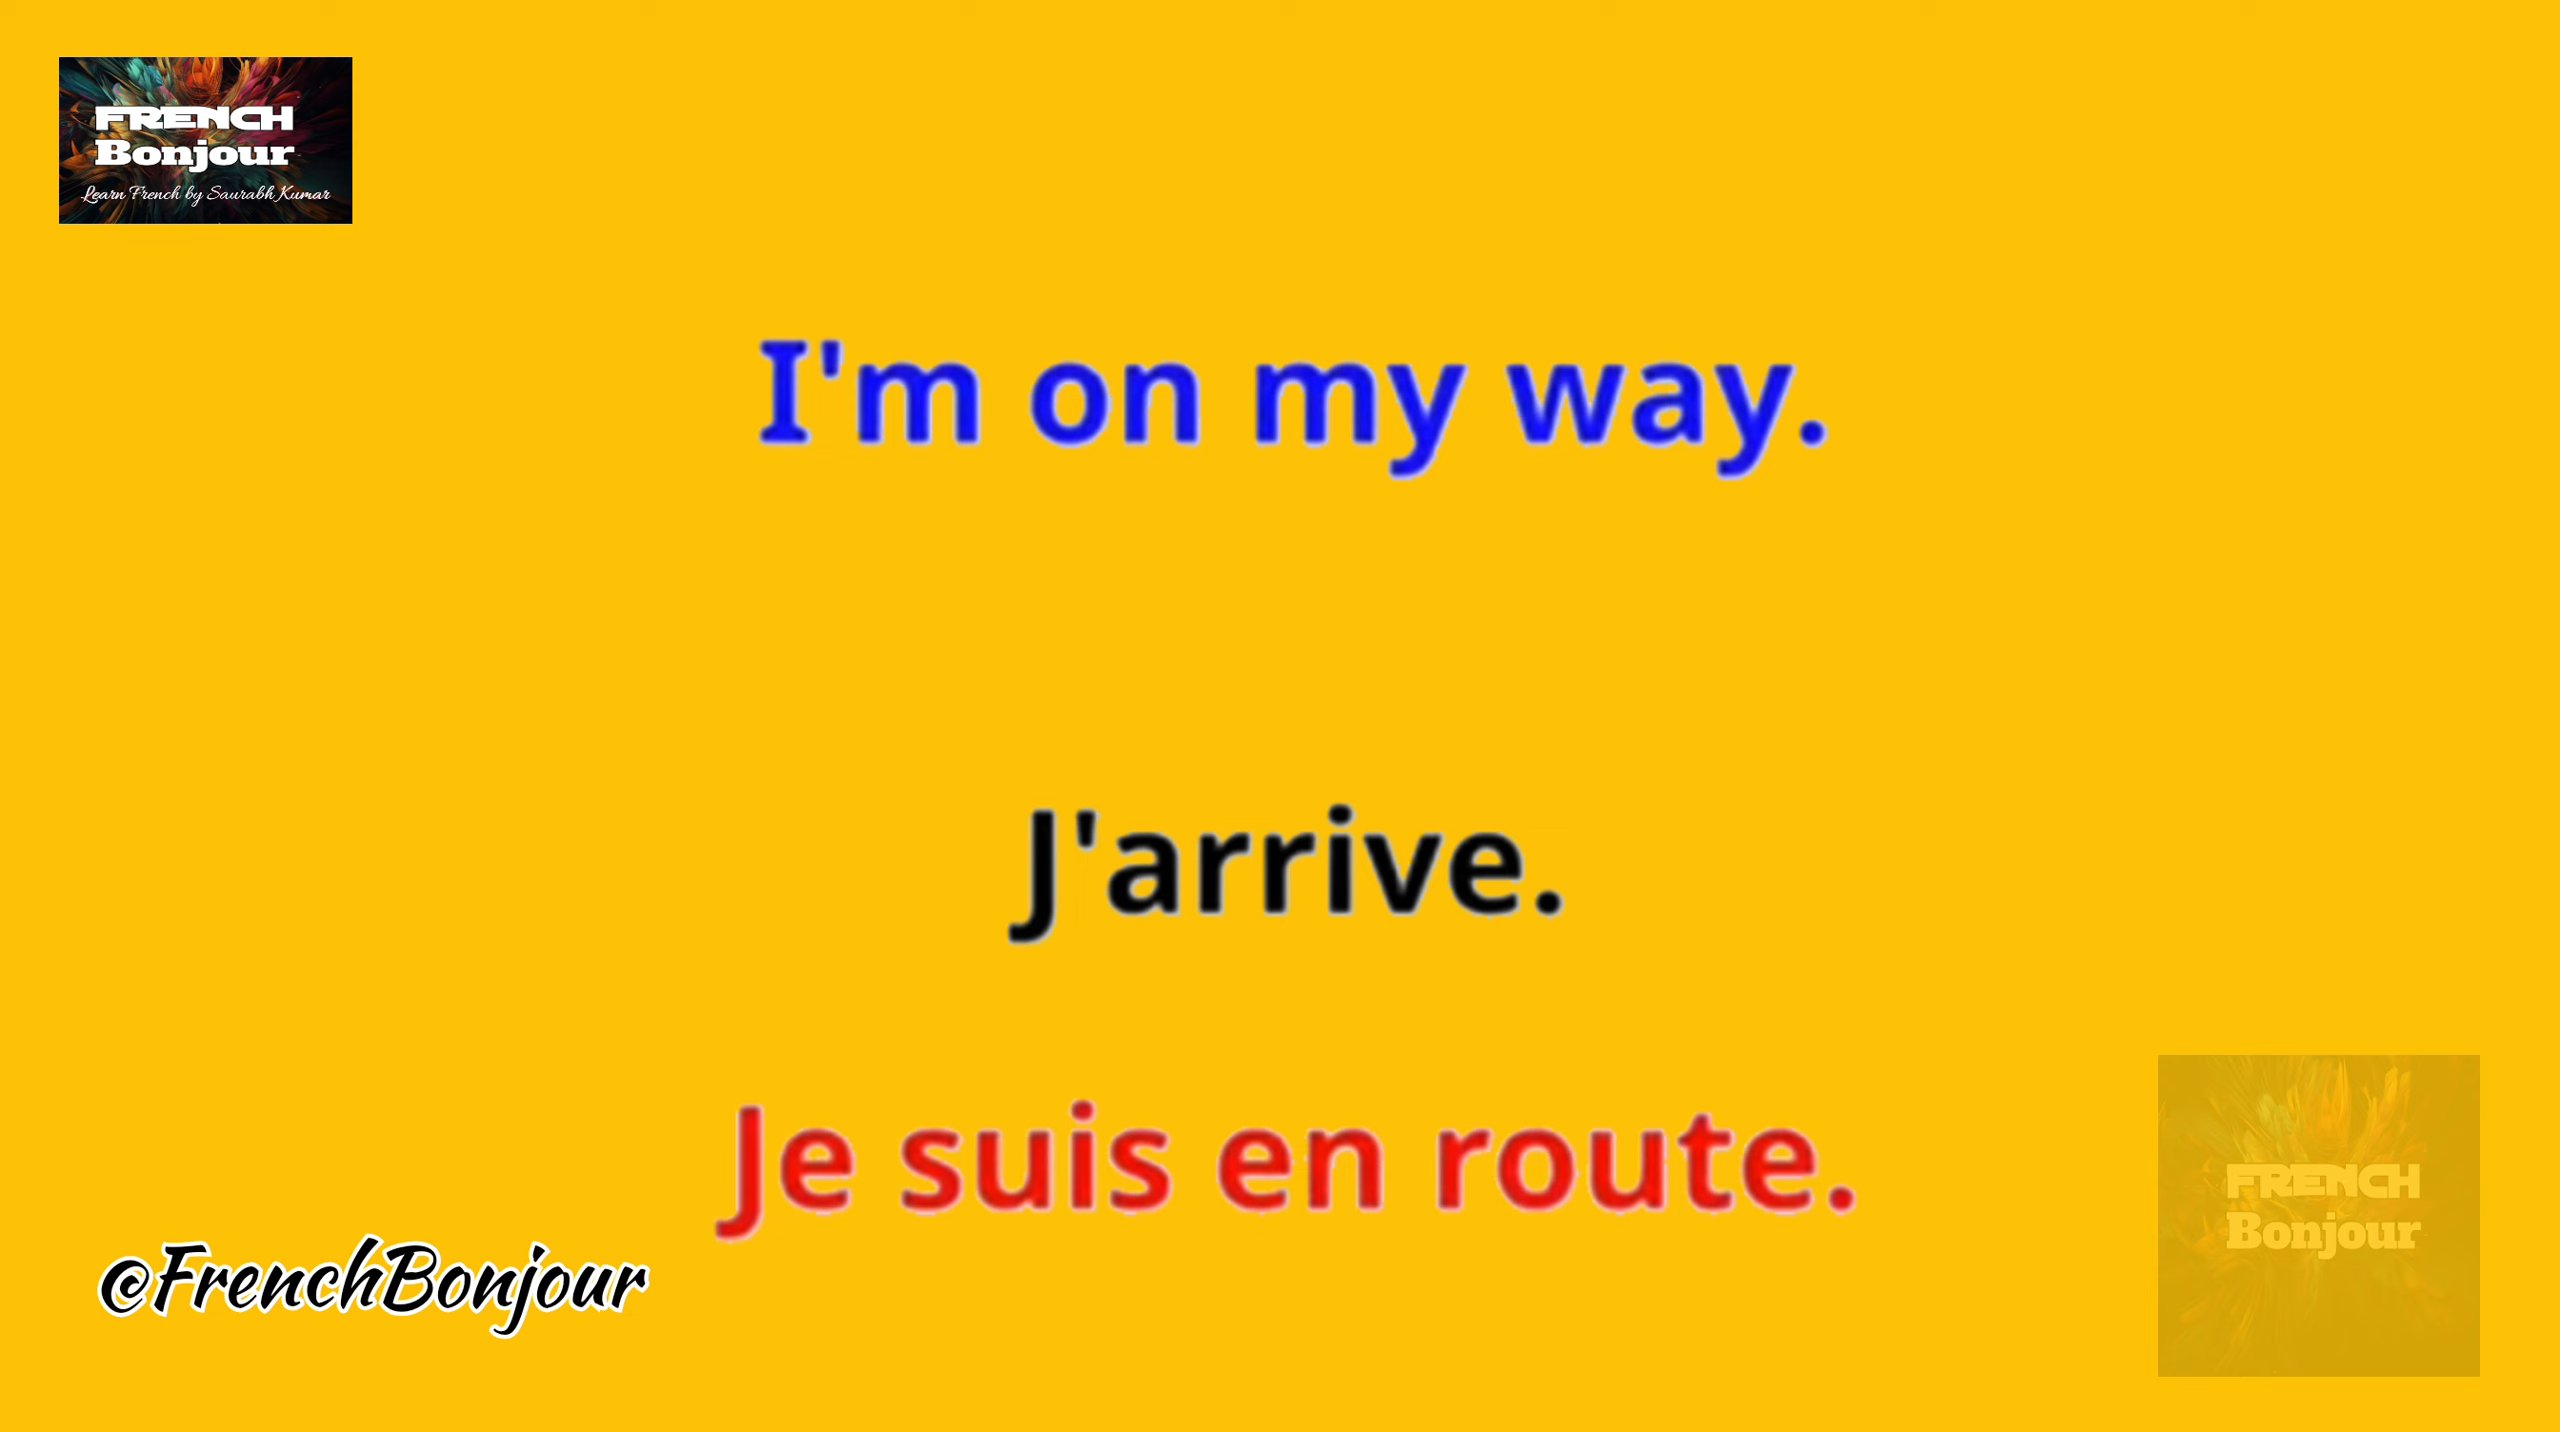 FRENCH
Bonjour
Learn French by Saurabh Kumar
I'm on my way.
J'arrive.
Je suis en route.
@FrenchBonjour
FRENCH
Bonjour